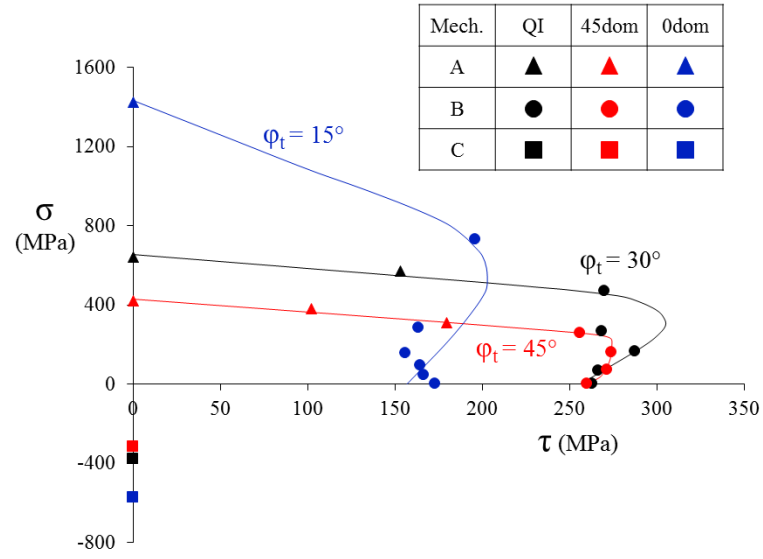 Mech. QI 45dom 0dom
A
B
C
1600
1200
800
400
0
-400
-800
σ
(MPa)
φt = 15°
φt = 30°
φt = 45°
0 50 100 150 200 250 300 350
τ (MPa)